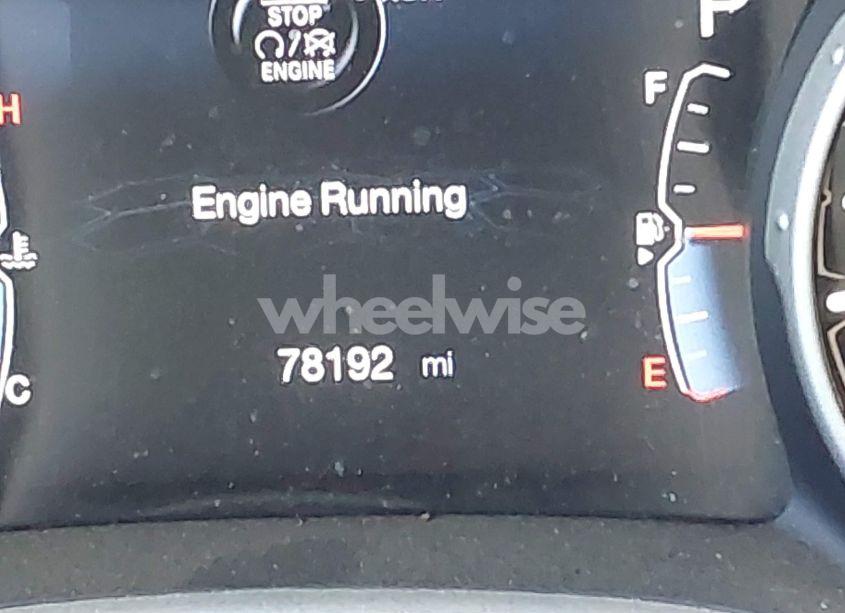 P
STOP
ENGINE
H
F
Engine Running
wheelwise
78192 mi
E
C